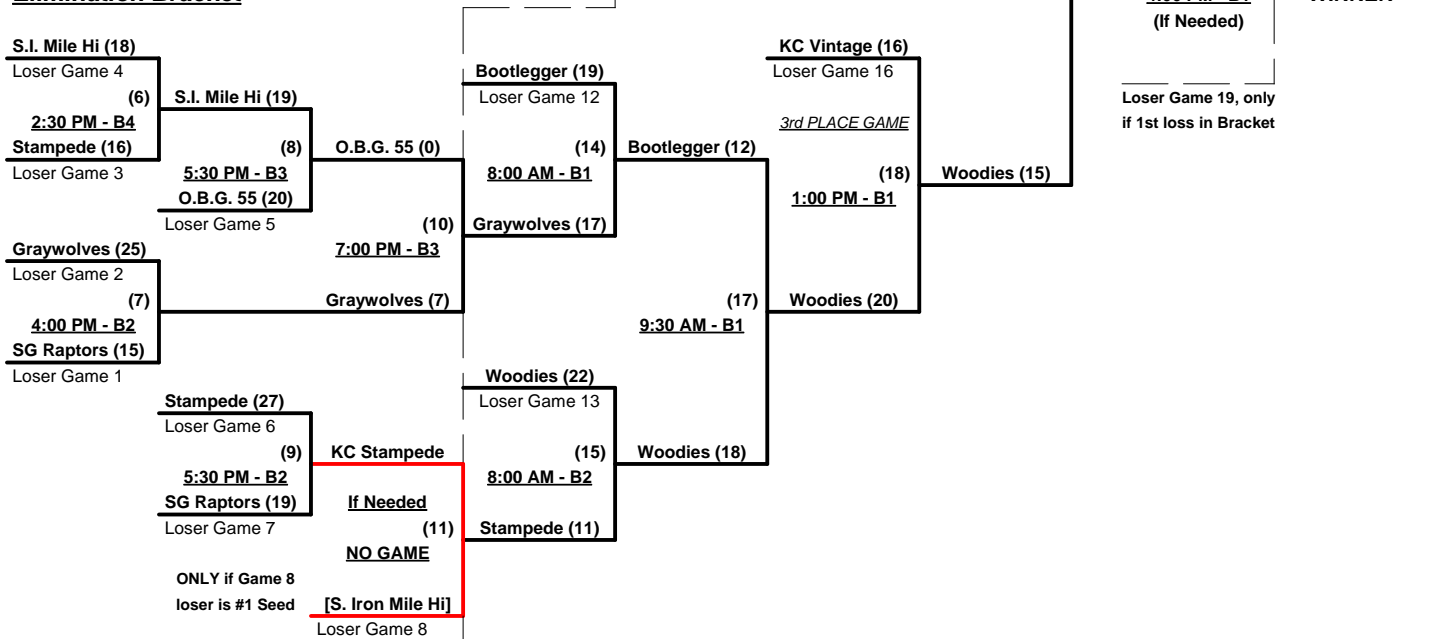 (If Needed)
S.I. Mile Hi (18)
KC Vintage (16)
Loser Game 4
Bootlegger (19)
Loser Game 16
(6)
S.I. Mile Hi (19)
Loser Game 12
Loser Game 19, only
2:30 PM - B4
3rd PLACE GAME
if 1st loss in Bracket
Stampede (16)
(8)
O.B.G. 55 (0)
(14)
Bootlegger (12)
Loser Game 3
5:30 PM - B3
8:00 AM - B1
(18)
Woodies (15)
O.B.G. 55 (20)
1:00 PM - B1
Loser Game 5
(10)
Graywolves (17)
Graywolves (25)
7:00 PM - B3
Loser Game 2
(7)
Graywolves (7)
(17)
Woodies (20)
4:00 PM - B2
9:30 AM - B1
SG Raptors (15)
Loser Game 1
Woodies (22)
Stampede (27)
Loser Game 13
Loser Game 6
(9)
KC Stampede
(15)
Woodies (18)
5:30 PM - B2
8:00 AM - B2
SG Raptors (19)
If Needed
Loser Game 7
(11)
Stampede (11)
NO GAME
ONLY if Game 8
loser is #1 Seed
[S. Iron Mile Hi]
Loser Game 8